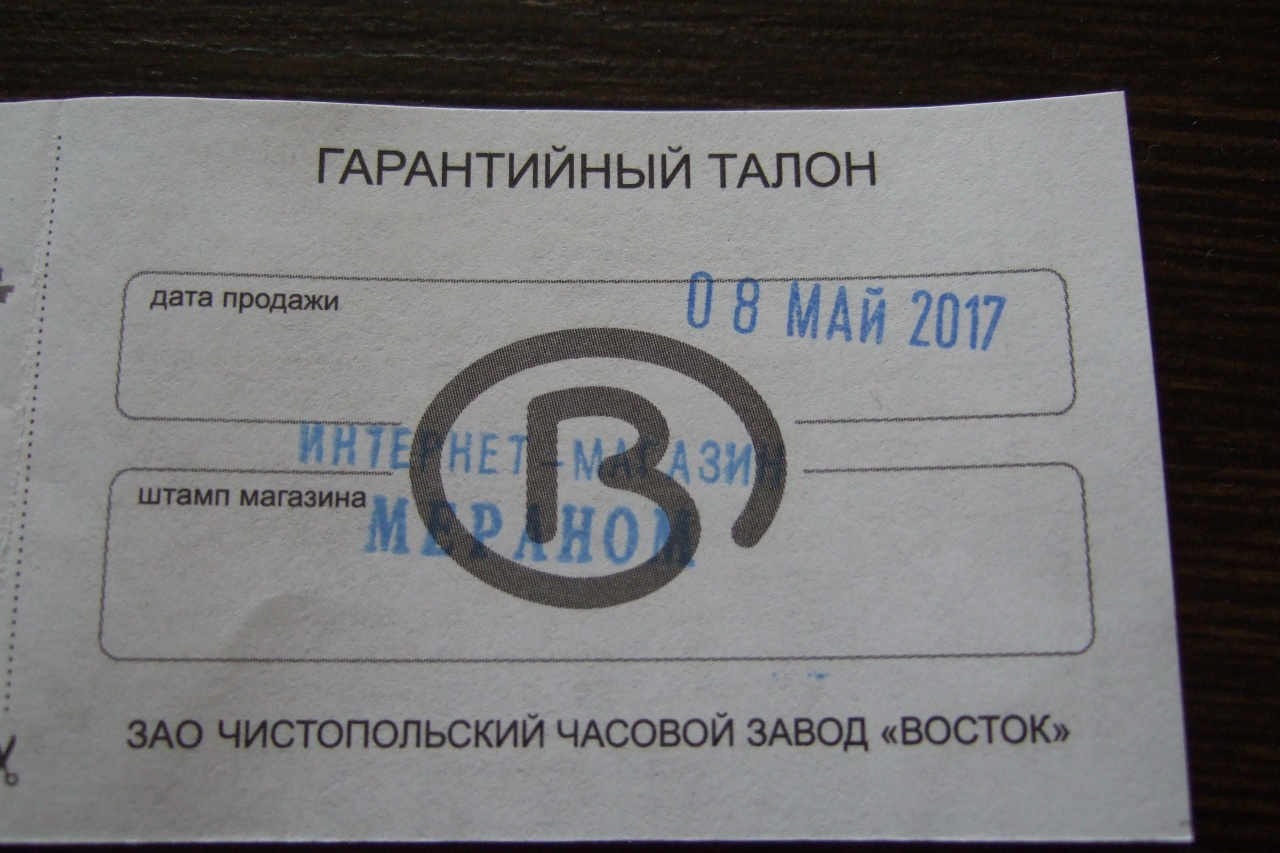 ГАРАНТИЙНЫЙ ТАЛОН
дата продажи
08 МАЙ 2017
ИНТЕРНЕТ-МАГАЗИН
штамп магазина
МЕРАНОМ
В
ЗАО ЧИСТОПОЛЬСКИЙ ЧАСОВОЙ ЗАВОД «ВОСТОК»